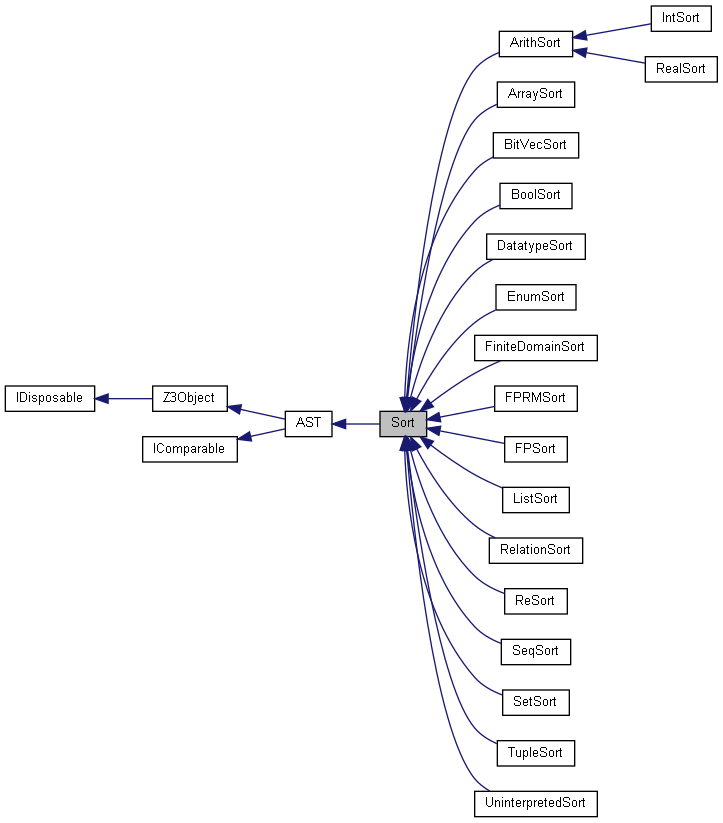 IntSort
ArithSort
RealSort
ArraySort
BitVecSort
BoolSort
DatatypeSort
EnumSort
FiniteDomainSort
IDisposable
Z3Object
FPRMSort
AST
Sort
IComparable
FPSort
ListSort
RelationSort
ReSort
SeqSort
SetSort
TupleSort
UninterpretedSort